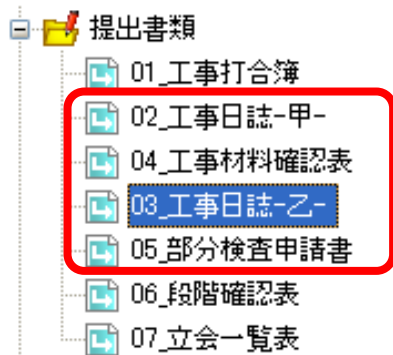 提出書類
01_工事打合簿
02_工事日誌-甲-
04_工事材料確認表
03_工事日誌-乙-
05_部分検査申請書
06_段階確認表
07_立会一覧表